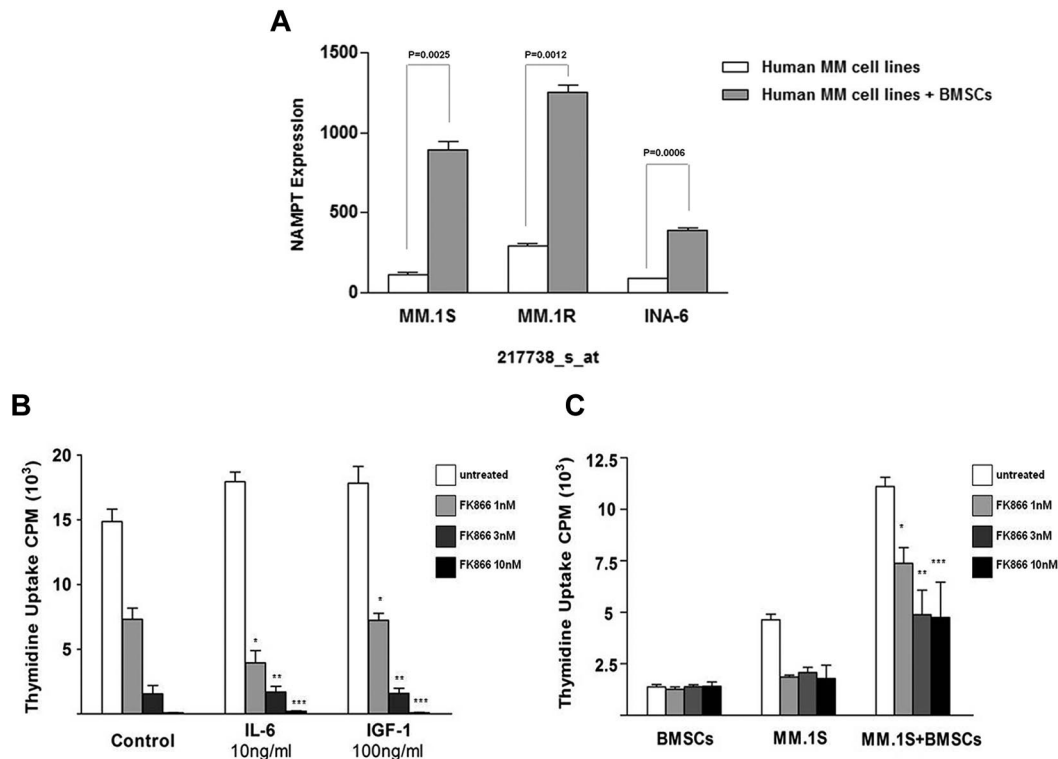 A
1500
1000
500
0
NAMPT Expression
P=0.0025
P=0.0012
P=0.0006
Human MM cell lines
Human MM cell lines + BMSCs
MM.1S MM.1R INA-6
217738_s_at
B
20
15
10
5
Thymidine Uptake CPM (10³)
* ** ***
* ** ***
untreated
FK866 1nM
FK866 3nM
FK866 10nM
Control IL-6 IGF-1
10ng/ml 100ng/ml
C
12.5
10
7.5
5
2.5
Thymidine Uptake CPM (10³)
* ** ***
untreated
FK866 1nM
FK866 3nM
FK866 10nM
BMSCs MM.1S MM.1S+BMSCs